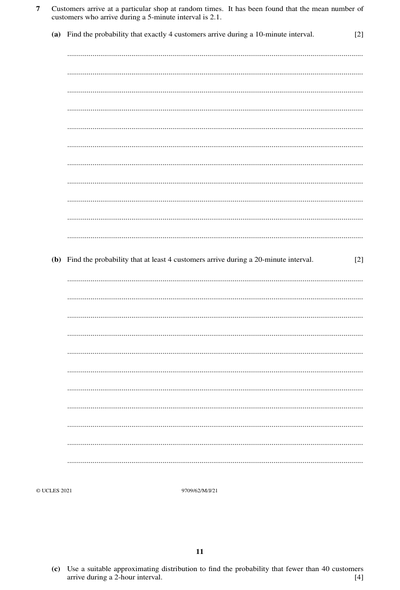 7 Customers arrive at a particular shop at random times. It has been found that the mean number of
customers who arrive during a 5-minute interval is 2.1.
(a) Find the probability that exactly 4 customers arrive during a 10-minute interval. [2]
(b) Find the probability that at least 4 customers arrive during a 20-minute interval. [2]
© UCLES 2021 9709/62/M/J/21
11
(c) Use a suitable approximating distribution to find the probability that fewer than 40 customers
arrive during a 2-hour interval. [4]